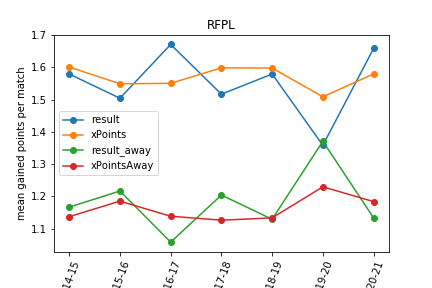 RFPL
mean gained points per match
1.7
1.6
1.5
1.4
1.3
1.2
1.1
result
xPoints
result_away
xPointsAway
14-15
15-16
16-17
17-18
18-19
19-20
20-21